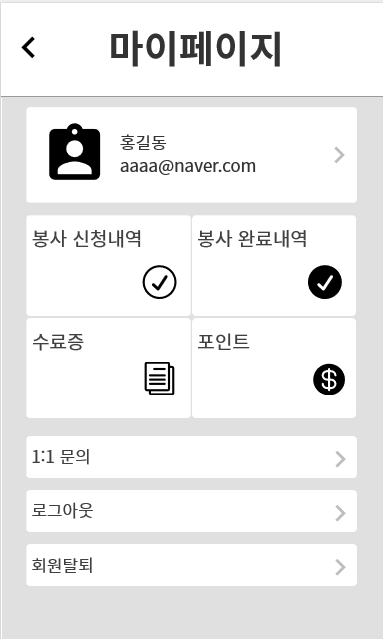 마이페이지
홍길동
aaaa@naver.com
봉사 신청내역
봉사 완료내역
수료증
포인트
1:1 문의
로그아웃
회원탈퇴